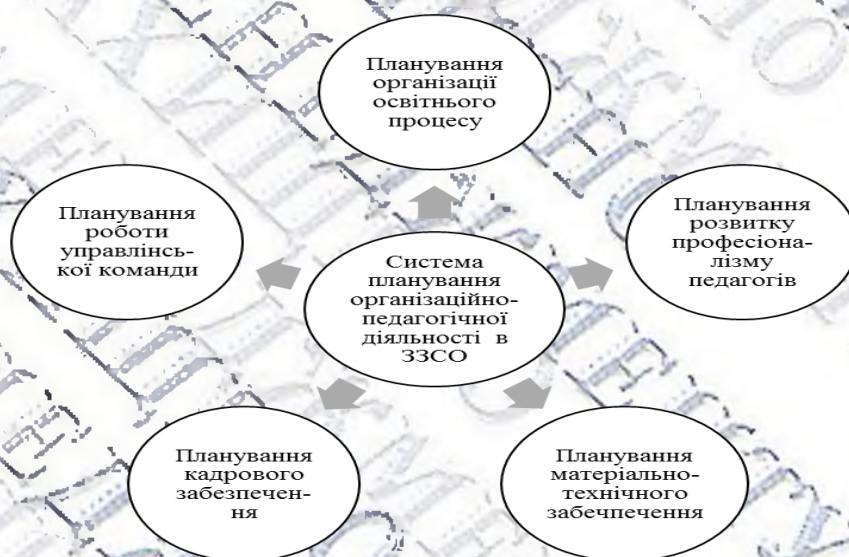 Планування
організації
освітнього
процесу
Планування
роботи
управлінсь-
кої команди
Планування
розвитку
професіона-
лізму
педагогів
Система
планування
організаційно-
педагогічної
діяльності в
ЗЗСО
Планування
кадрового
забезпечен-
ня
Планування
матеріально-
технічного
забечпечення